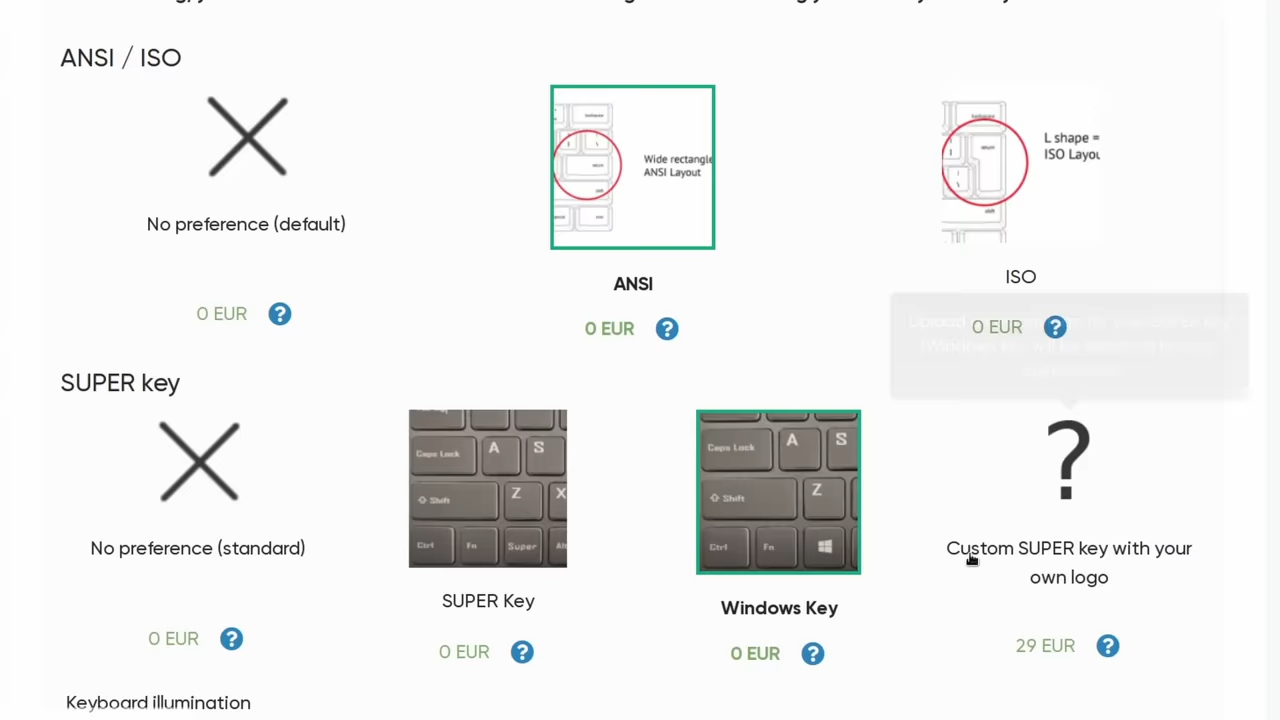 ANSI / ISO
Wide rectangle
ANSI Layout
L shape =
ISO Layou
No preference (default)
ANSI
ISO
0 EUR ?
0 EUR ?
0 EUR ?
SUPER key
Caps Lock A S
Shift Z X
Ctrl Fn Super Alt
Caps Lock A S
Shift Z
Ctrl Fn
?
No preference (standard)
SUPER Key
Windows Key
Custom SUPER key with your
own logo
0 EUR ?
0 EUR ?
0 EUR ?
29 EUR ?
Keyboard illumination